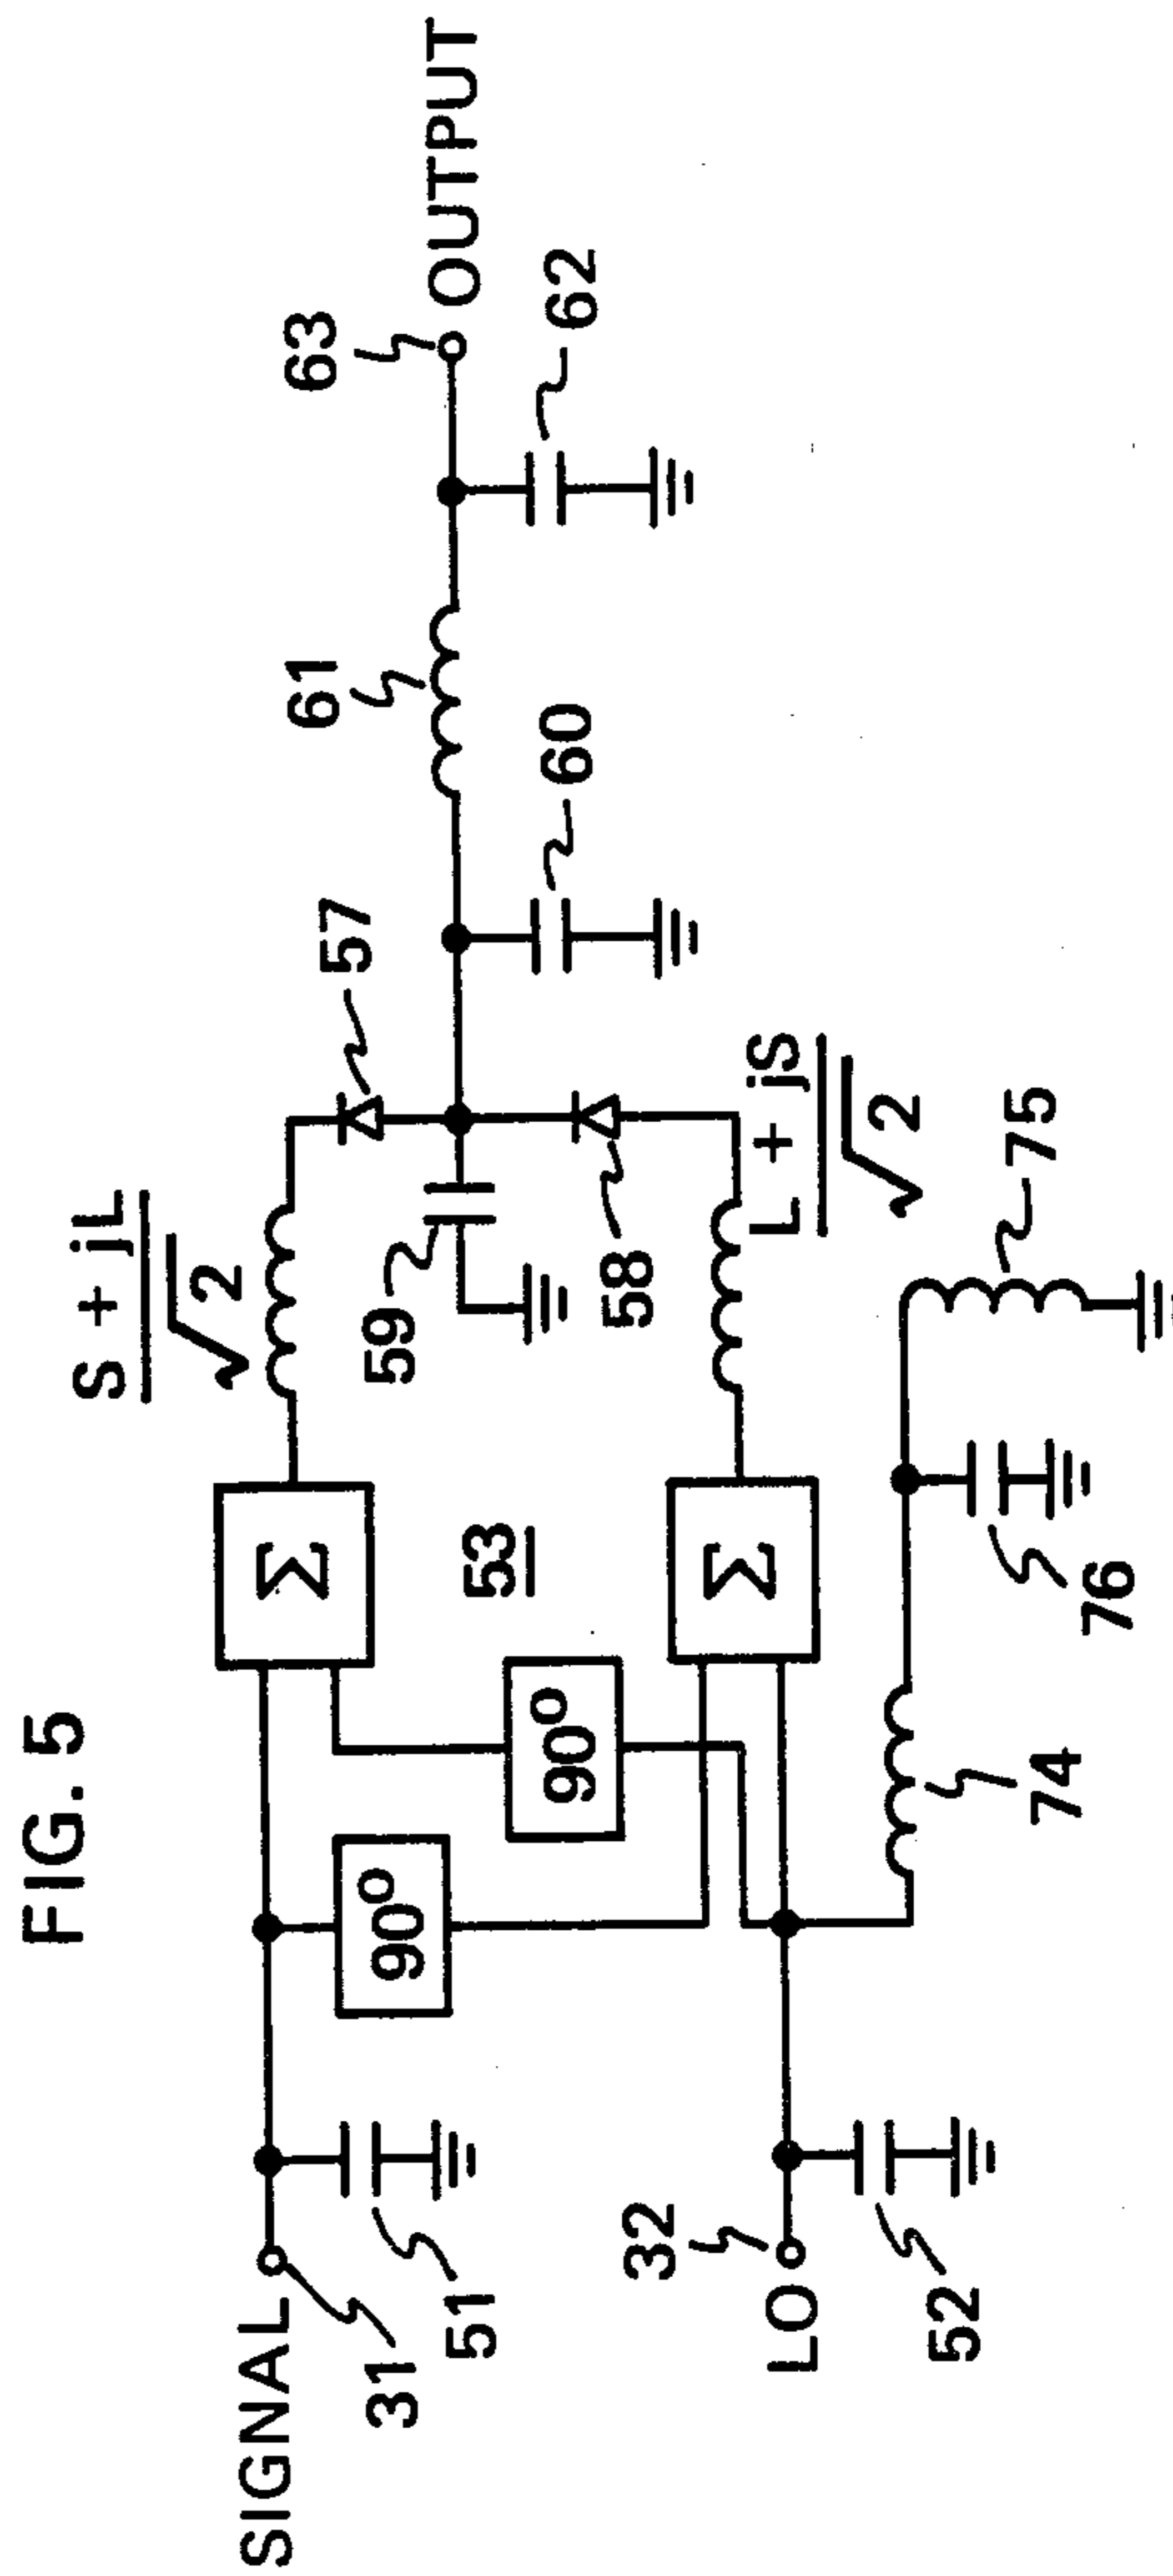 FIG. 5
SIGNAL
31
51
LO
32
52
90°
90°
Σ
Σ
53
S + jL
√2
L + jS
√2
57
58
59
60
61
62
63
OUTPUT
74
75
76